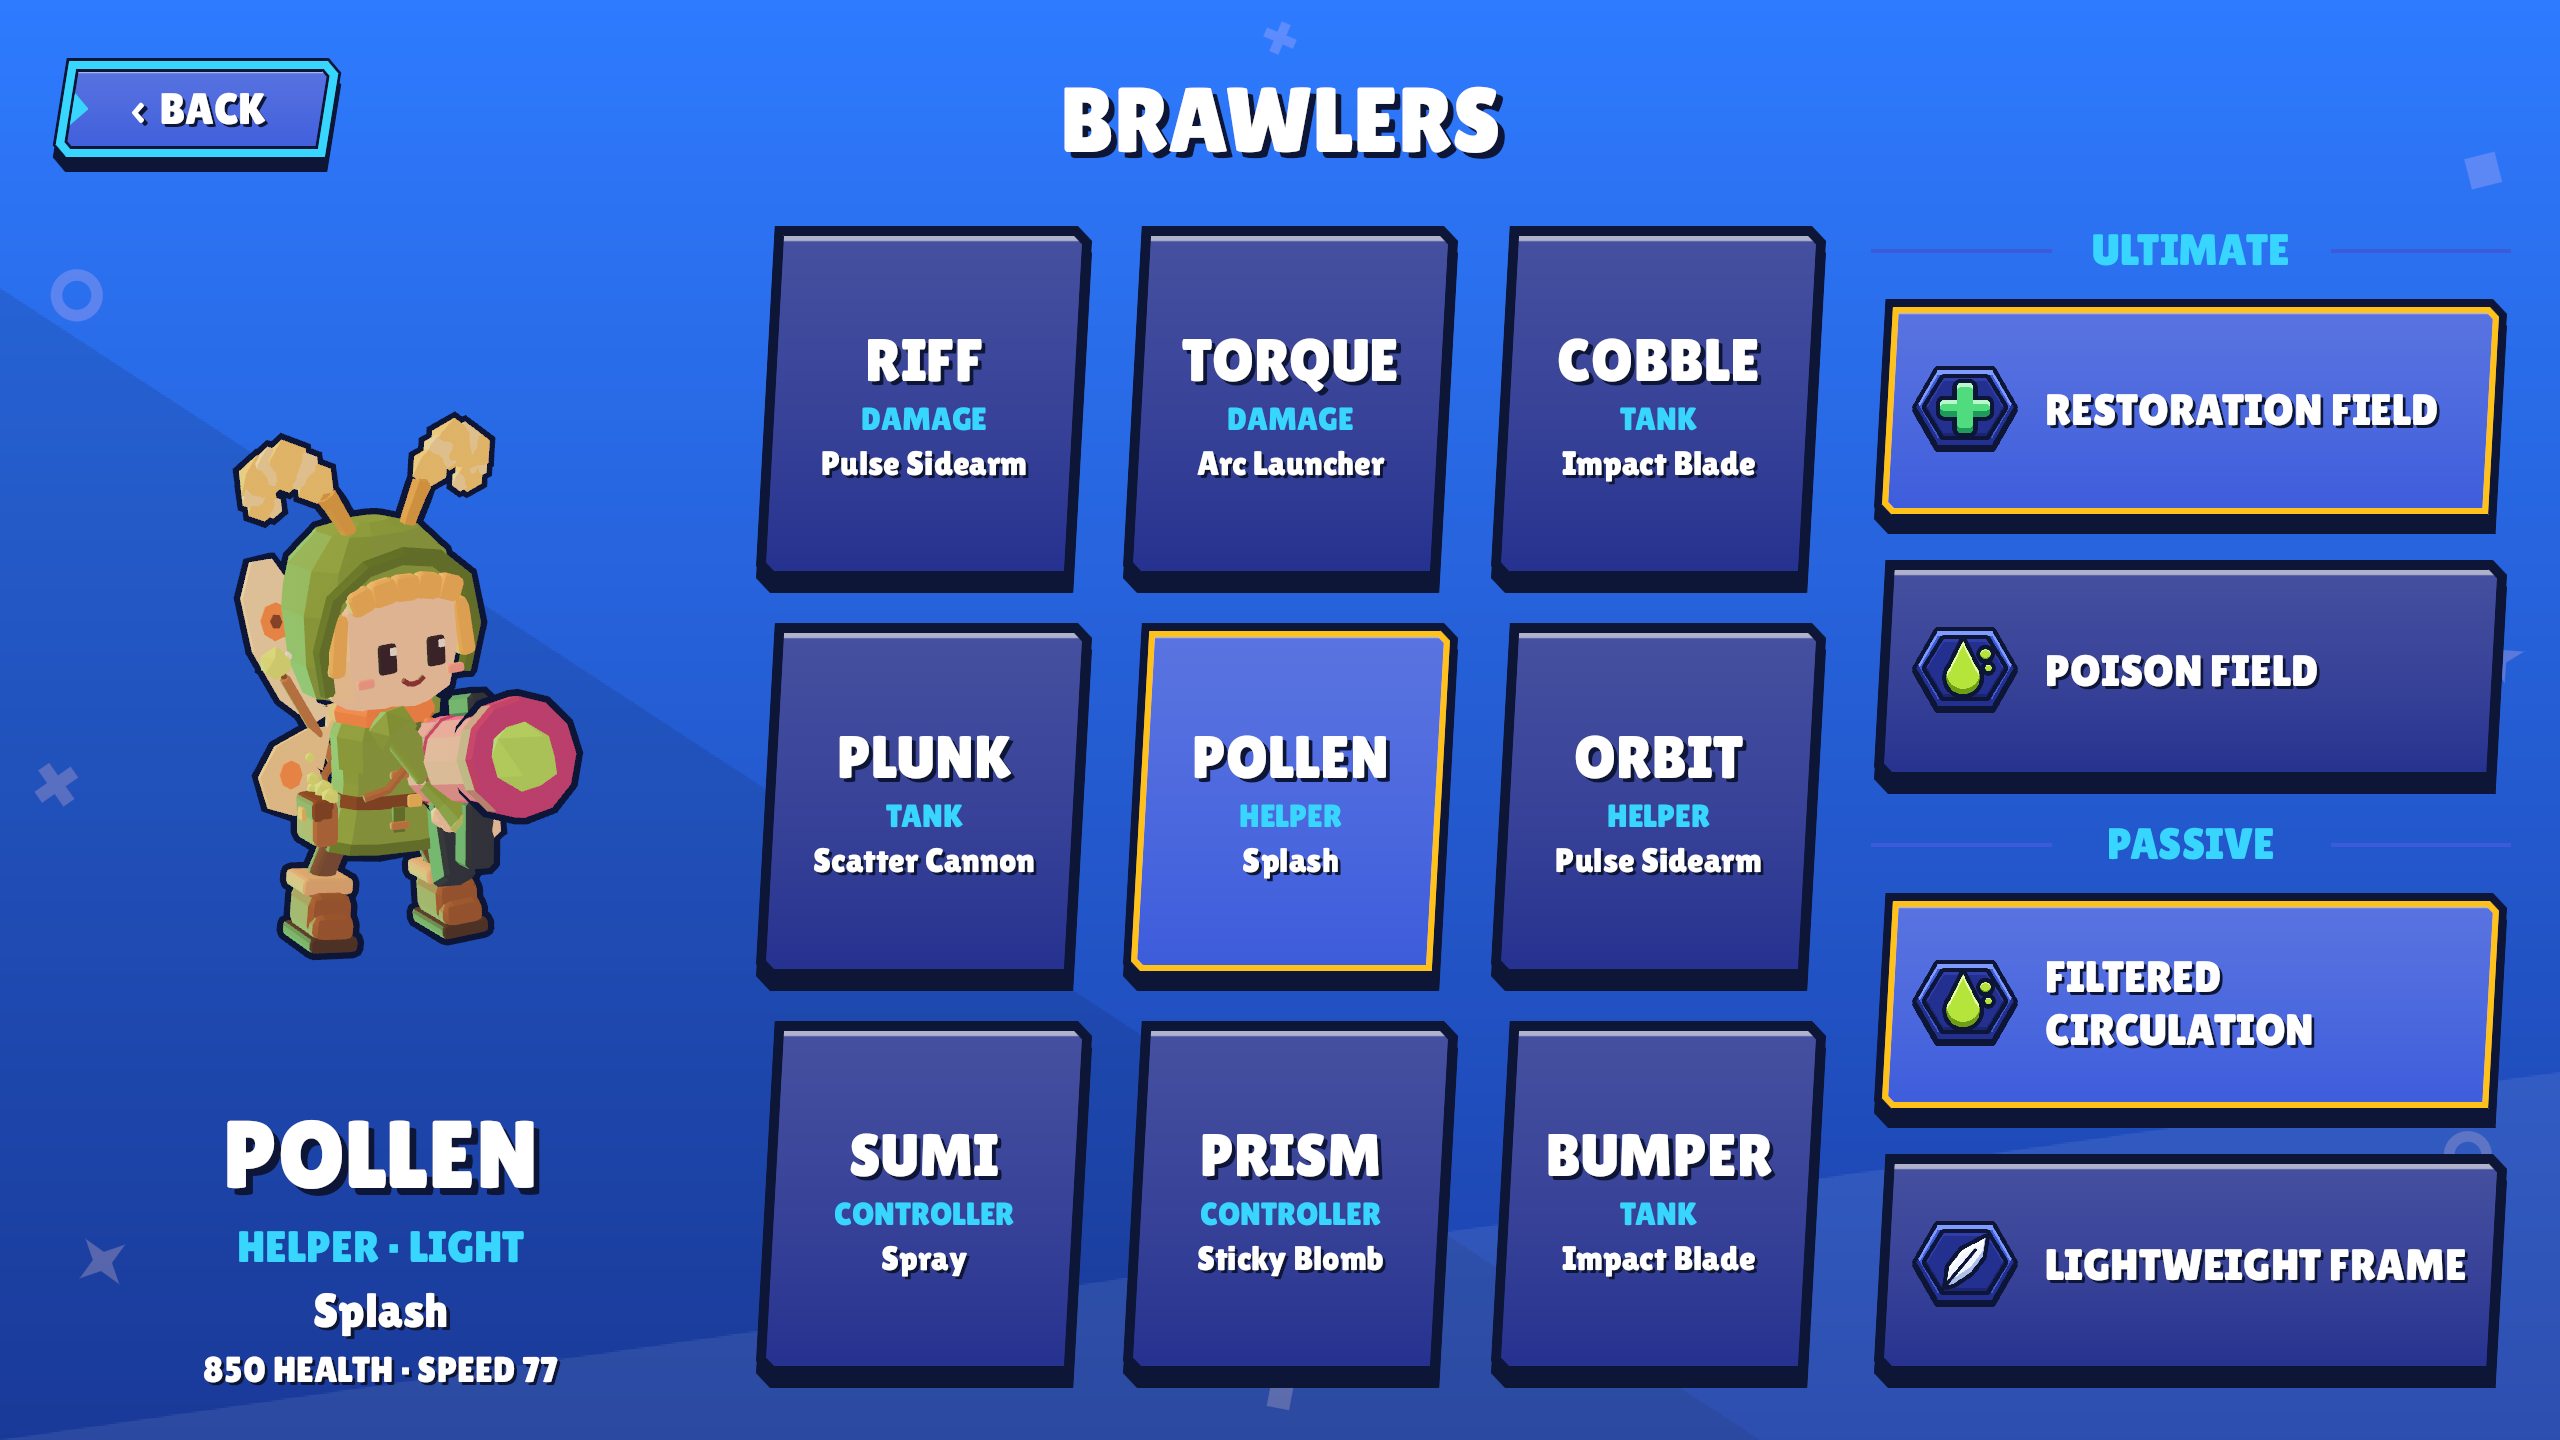 ‹ BACK
BRAWLERS
RIFF
DAMAGE
Pulse Sidearm
TORQUE
DAMAGE
Arc Launcher
COBBLE
TANK
Impact Blade
PLUNK
TANK
Scatter Cannon
POLLEN
HELPER
Splash
ORBIT
HELPER
Pulse Sidearm
SUMI
CONTROLLER
Spray
PRISM
CONTROLLER
Sticky Blomb
BUMPER
TANK
Impact Blade
ULTIMATE
RESTORATION FIELD
POISON FIELD
PASSIVE
FILTERED
CIRCULATION
LIGHTWEIGHT FRAME
POLLEN
HELPER · LIGHT
Splash
850 HEALTH · SPEED 77